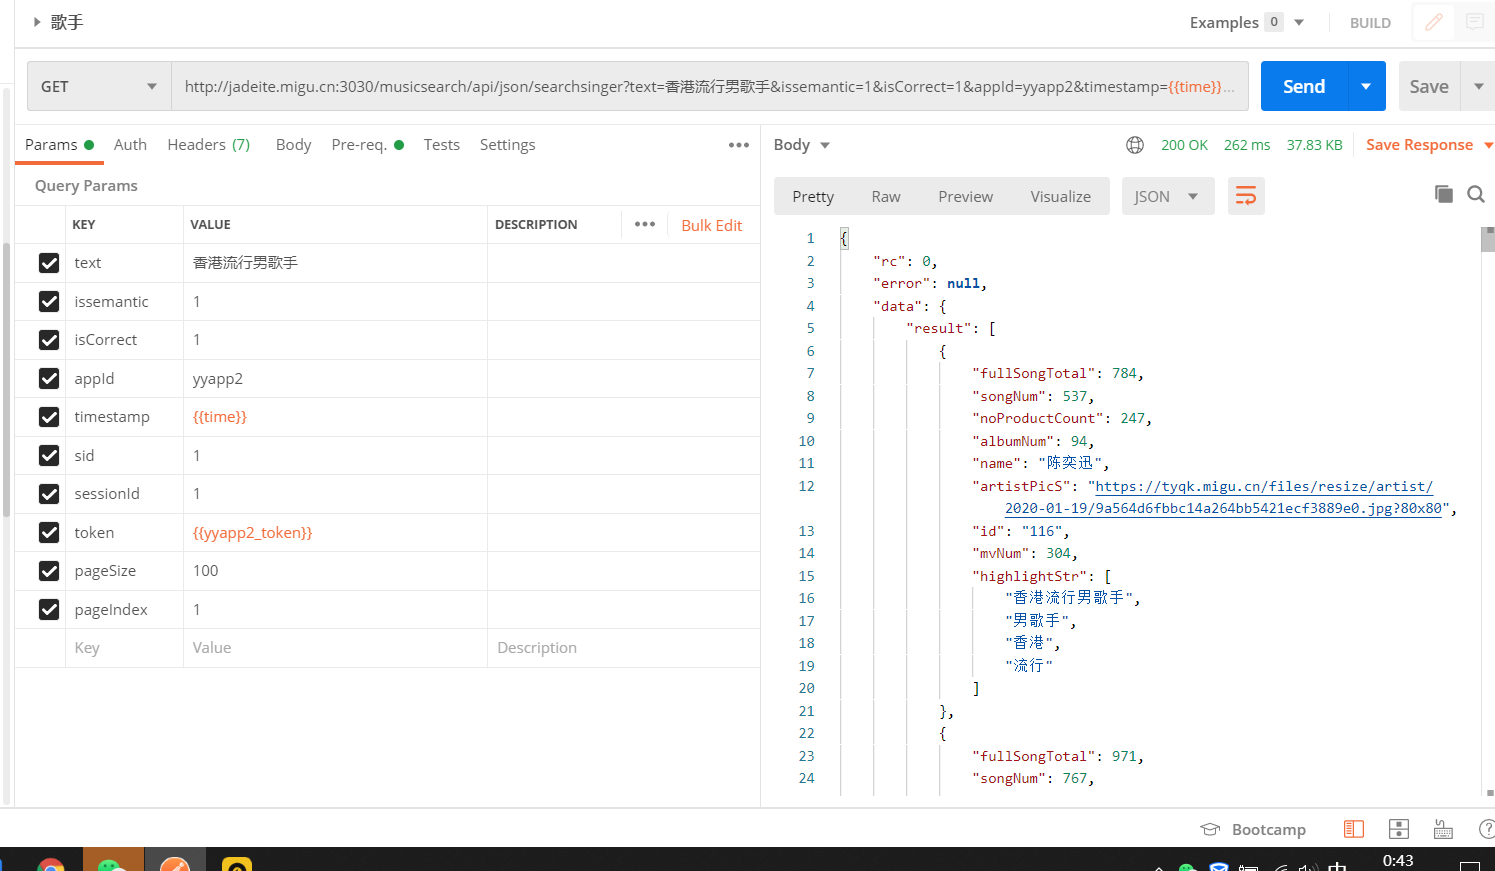 歌手
Examples 0
BUILD
GET
http://jadeite.migu.cn:3030/musicsearch/api/json/searchsinger?text=香港流行男歌手&issemantic=1&isCorrect=1&appId=yyapp2&timestamp={{time}}...
Send
Save
Params
Auth
Headers (7)
Body
Pre-req.
Tests
Settings
Body
200 OK
262 ms
37.83 KB
Save Response
Query Params
KEY VALUE DESCRIPTION Bulk Edit
text 香港流行男歌手
issemantic 1
isCorrect 1
appId yyapp2
timestamp {{time}}
sid 1
sessionId 1
token {{yyapp2_token}}
pageSize 100
pageIndex 1
Key Value Description
Pretty Raw Preview Visualize JSON
1 {
2 "rc": 0,
3 "error": null,
4 "data": {
5 "result": [
6 {
7 "fullSongTotal": 784,
8 "songNum": 537,
9 "noProductCount": 247,
10 "albumNum": 94,
11 "name": "陈奕迅",
12 "artistPicS": "https://tyqk.migu.cn/files/resize/artist/
2020-01-19/9a564d6fbbc14a264bb5421ecf3889e0.jpg?80x80",
13 "id": "116",
14 "mvNum": 304,
15 "highlightStr": [
16 "香港流行男歌手",
17 "男歌手",
18 "香港",
19 "流行"
20 ]
21 },
22 {
23 "fullSongTotal": 971,
24 "songNum": 767,
Bootcamp
中
0:43